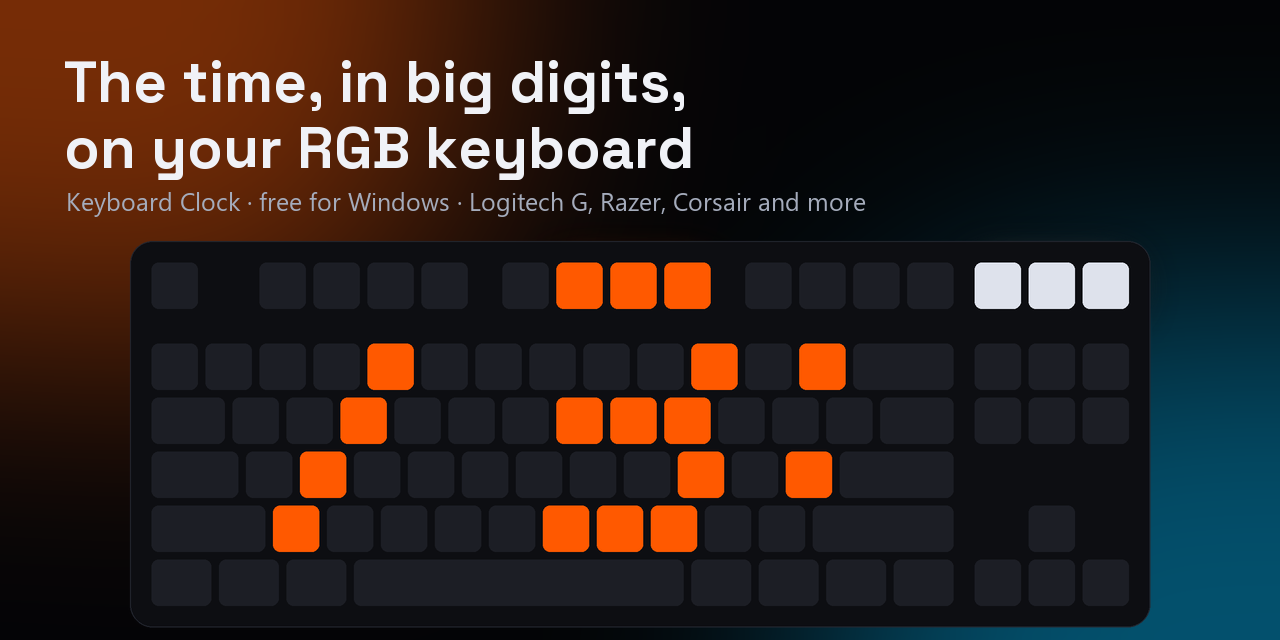 The time, in big digits,
on your RGB keyboard
Keyboard Clock · free for Windows · Logitech G, Razer, Corsair and more